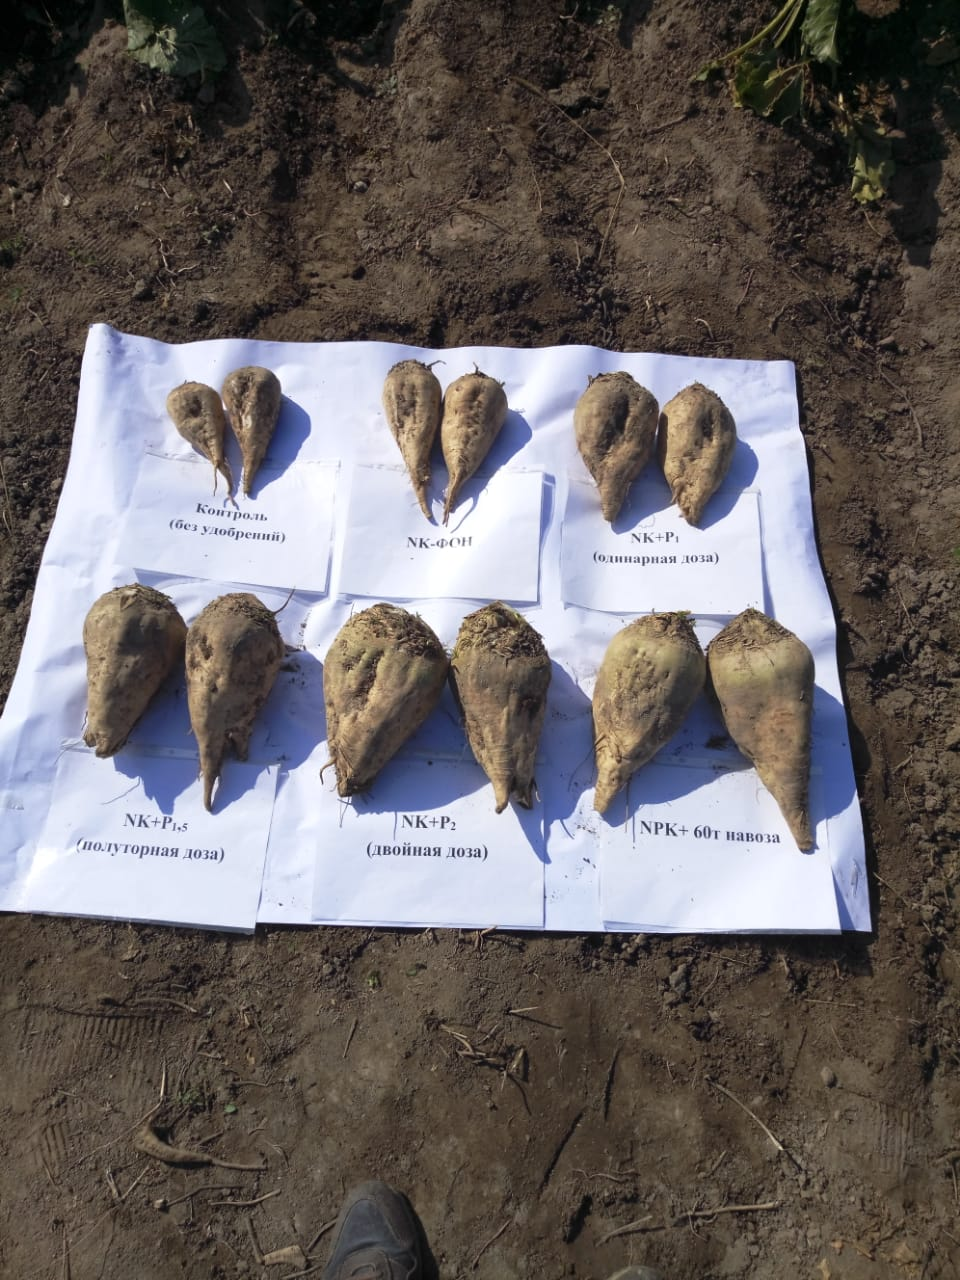 Контроль
(без удобрений)
NK-ФОН
NK+P₁
(одинарная доза)
NK+P₁,₅
(полуторная доза)
NK+P₂
(двойная доза)
NPK+ 60т навоза